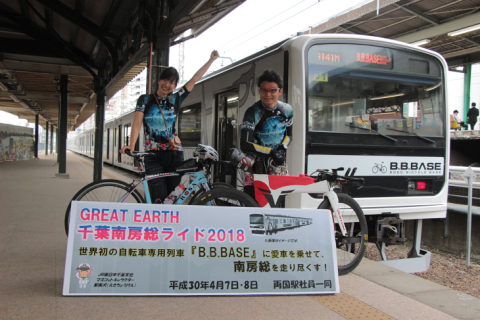 B.B.BASE
B.B.BASE
GREAT EARTH
千葉南房総ライド2018
世界初の自転車専用列車『B.B.BASE』に愛車を乗せて、
南房総を走り尽くす！
平成30年4月7日・8日 両国駅社員一同